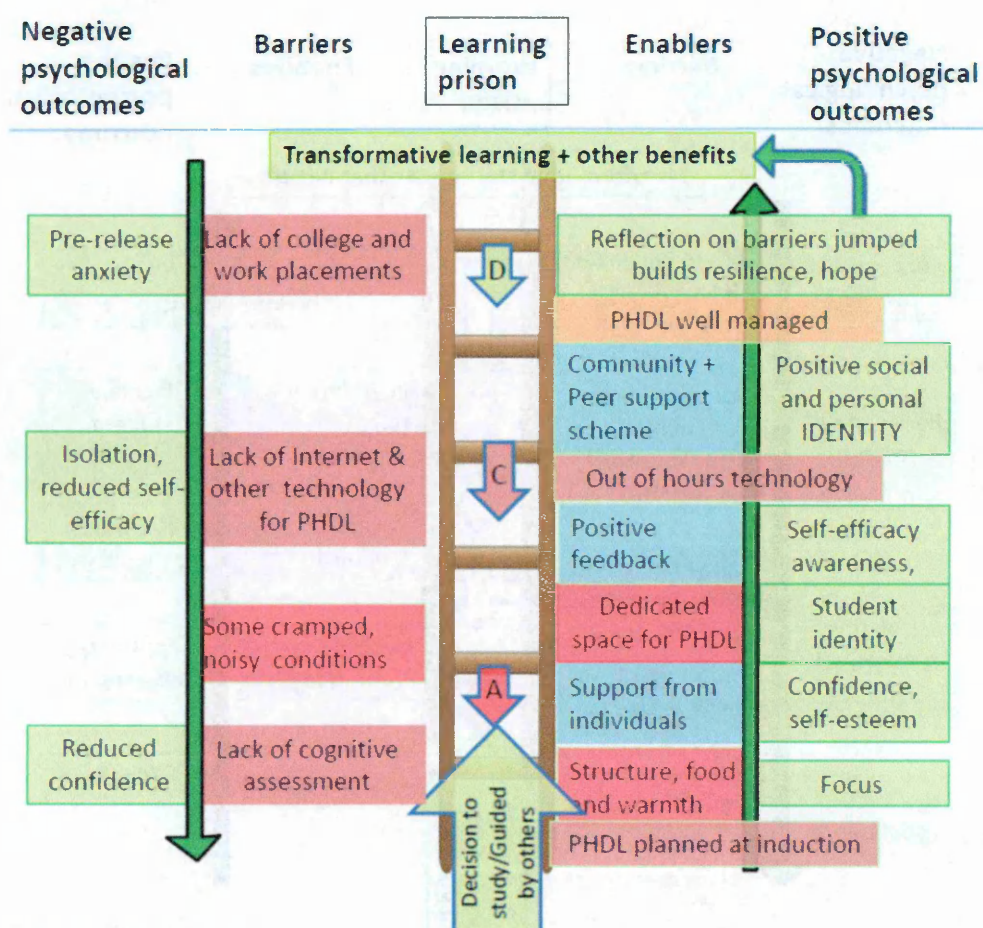 Negative
psychological
outcomes
Barriers
Learning
prison
Enablers
Positive
psychological
outcomes
Transformative learning + other benefits
Pre-release
anxiety
Lack of college and
work placements
D
Reflection on barriers jumped
builds resilience, hope
PHDL well managed
Community +
Peer support
scheme
Positive social
and personal
IDENTITY
Isolation,
reduced self-
efficacy
Lack of Internet &
other technology
for PHDL
C
Out of hours technology
Positive
feedback
Self-efficacy
awareness,
Some cramped,
noisy conditions
Dedicated
space for PHDL
Student
identity
A
Support from
individuals
Confidence,
self-esteem
Reduced
confidence
Lack of cognitive
assessment
Structure, food
and warmth
Focus
Decision to
study/Guided
by others
PHDL planned at induction